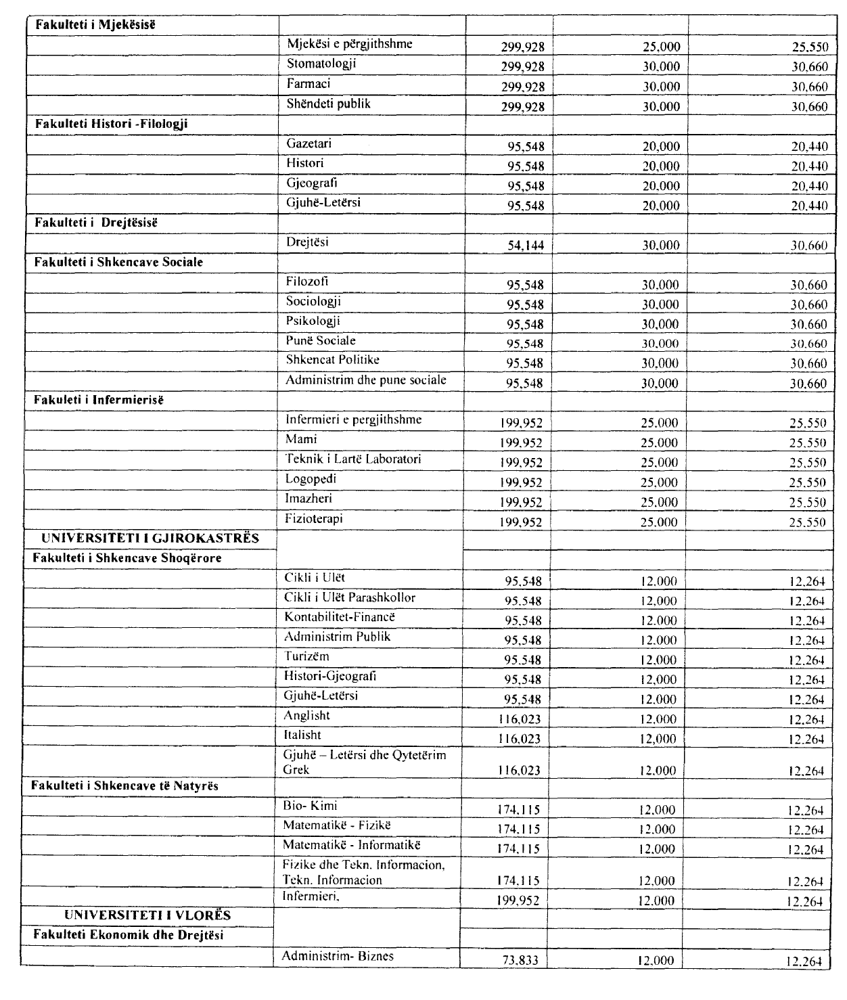 Fakulteti i Mjekësisë
Mjekësi e përgjithshme 299,928 25,000 25,550
Stomatologji 299,928 30,000 30,660
Farmaci 299,928 30,000 30,660
Shëndeti publik 299,928 30,000 30,660
Fakulteti Histori -Filologji
Gazetari 95,548 20,000 20,440
Histori 95,548 20,000 20,440
Gjeografi 95,548 20,000 20,440
Gjuhë-Letërsi 95,548 20,000 20,440
Fakulteti i Drejtësisë
Drejtësi 54,144 30,000 30,660
Fakulteti i Shkencave Sociale
Filozofi 95,548 30,000 30,660
Sociologji 95,548 30,000 30,660
Psikologji 95,548 30,000 30,660
Punë Sociale 95,548 30,000 30,660
Shkencat Politike 95,548 30,000 30,660
Administrim dhe pune sociale 95,548 30,000 30,660
Fakuleti i Infermierisë
Infermieri e pergjithshme 199,952 25,000 25,550
Mami 199,952 25,000 25,550
Teknik i Lartë Laboratori 199,952 25,000 25,550
Logopedi 199,952 25,000 25,550
Imazheri 199,952 25,000 25,550
Fizioterapi 199,952 25,000 25,550
UNIVERSITETI I GJIROKASTRËS
Fakulteti i Shkencave Shoqërore
Cikli i Ulët 95,548 12,000 12,264
Cikli i Ulët Parashkollor 95,548 12,000 12,264
Kontabilitet-Financë 95,548 12,000 12,264
Administrim Publik 95,548 12,000 12,264
Turizëm 95,548 12,000 12,264
Histori-Gjeografi 95,548 12,000 12,264
Gjuhë-Letërsi 95,548 12,000 12,264
Anglisht 116,023 12,000 12,264
Italisht 116,023 12,000 12,264
Gjuhë – Letërsi dhe Qytetërim
Grek 116,023 12,000 12,264
Fakulteti i Shkencave të Natyrës
Bio- Kimi 174,115 12,000 12,264
Matematikë - Fizikë 174,115 12,000 12,264
Matematikë - Informatikë 174,115 12,000 12,264
Fizike dhe Tekn. Informacion,
Tekn. Informacion 174,115 12,000 12,264
Infermieri, 199,952 12,000 12,264
UNIVERSITETI I VLORËS
Fakulteti Ekonomik dhe Drejtësi
Administrim- Biznes 73,833 12,000 12,264